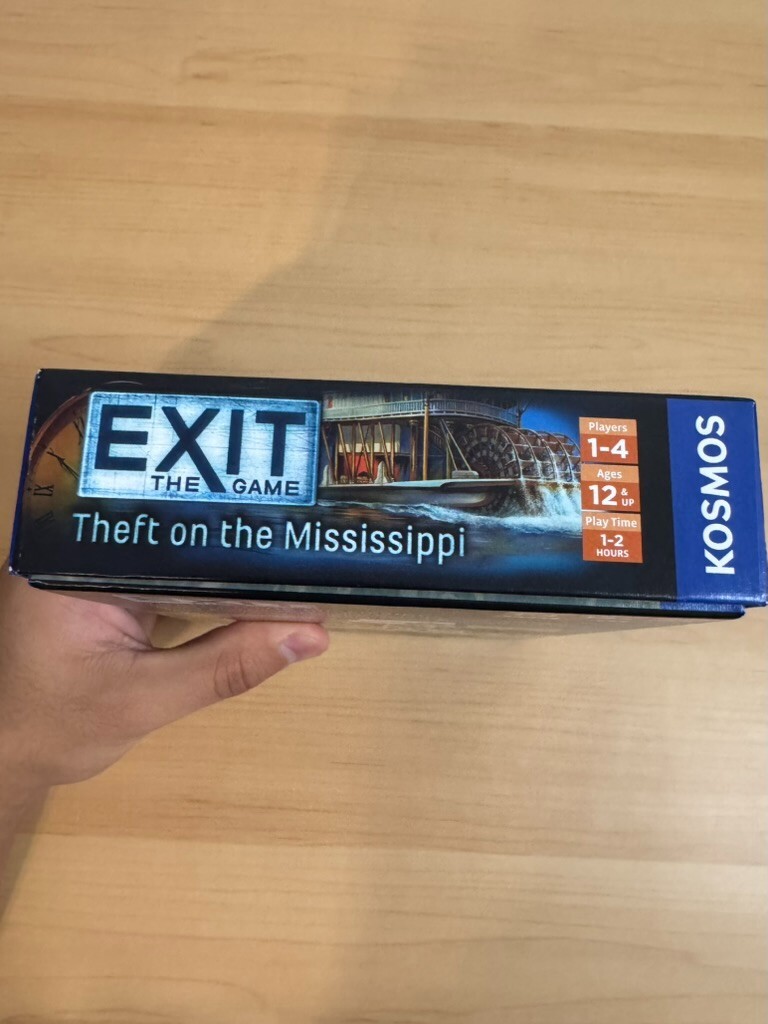 EXIT
THE GAME
Theft on the Mississippi
Players
1-4
Ages
12 & UP
Play Time
1-2
HOURS
KOSMOS
IX